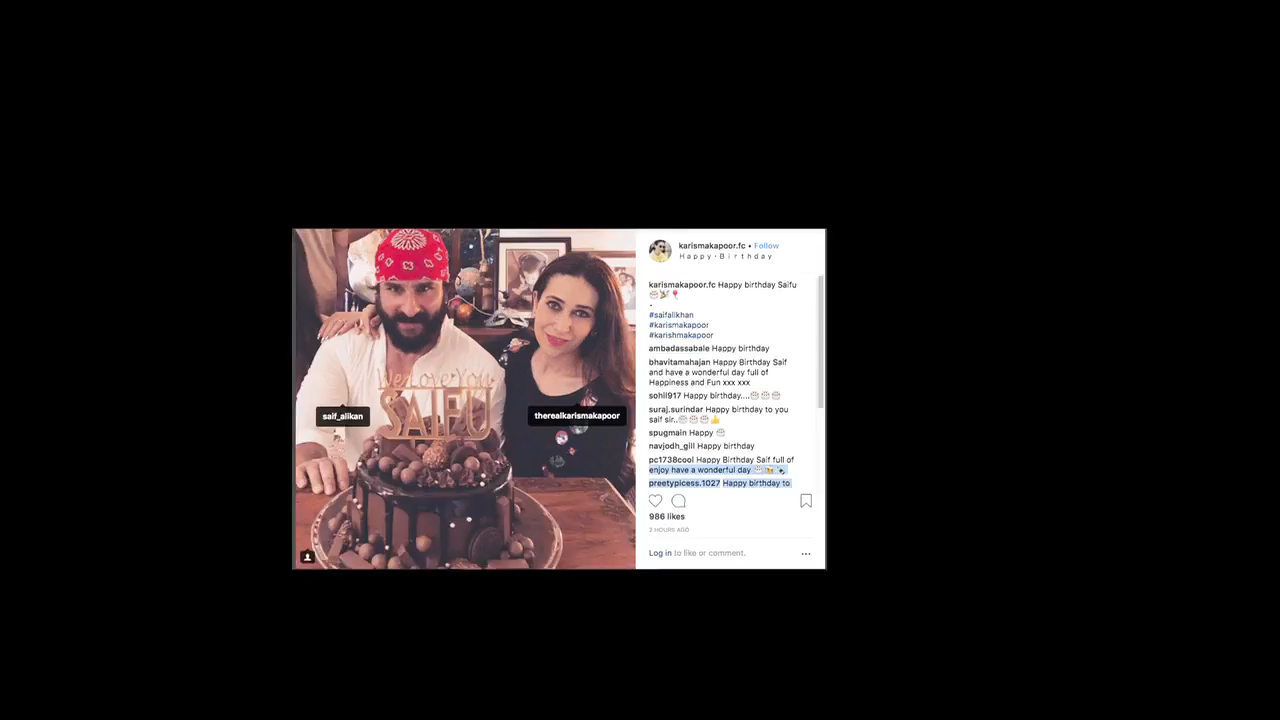 We Love You
SAIFU
saif_alikan
therealkarismakapoor
karismakapoor.fc • Follow
Happy·Birthday
karismakapoor.fc Happy birthday Saifu
🎂🎉🎈
-
#saifalikhan
#karismakapoor
#karishmakapoor
ambadassabale Happy birthday
bhavitamahajan Happy Birthday Saif
and have a wonderful day full of
Happiness and Fun xxx xxx
sohil917 Happy birthday....🎂🎂🎂
suraj.surindar Happy birthday to you
saif sir..🎂🎂🎂👍
spugmain Happy 🎂
navjodh_gill Happy birthday
pc1738cool Happy Birthday Saif full of
enjoy have a wonderful day 🎂🍻🍾
preetypicess.1027 Happy birthday to
986 likes
2 HOURS AGO
Log in to like or comment.